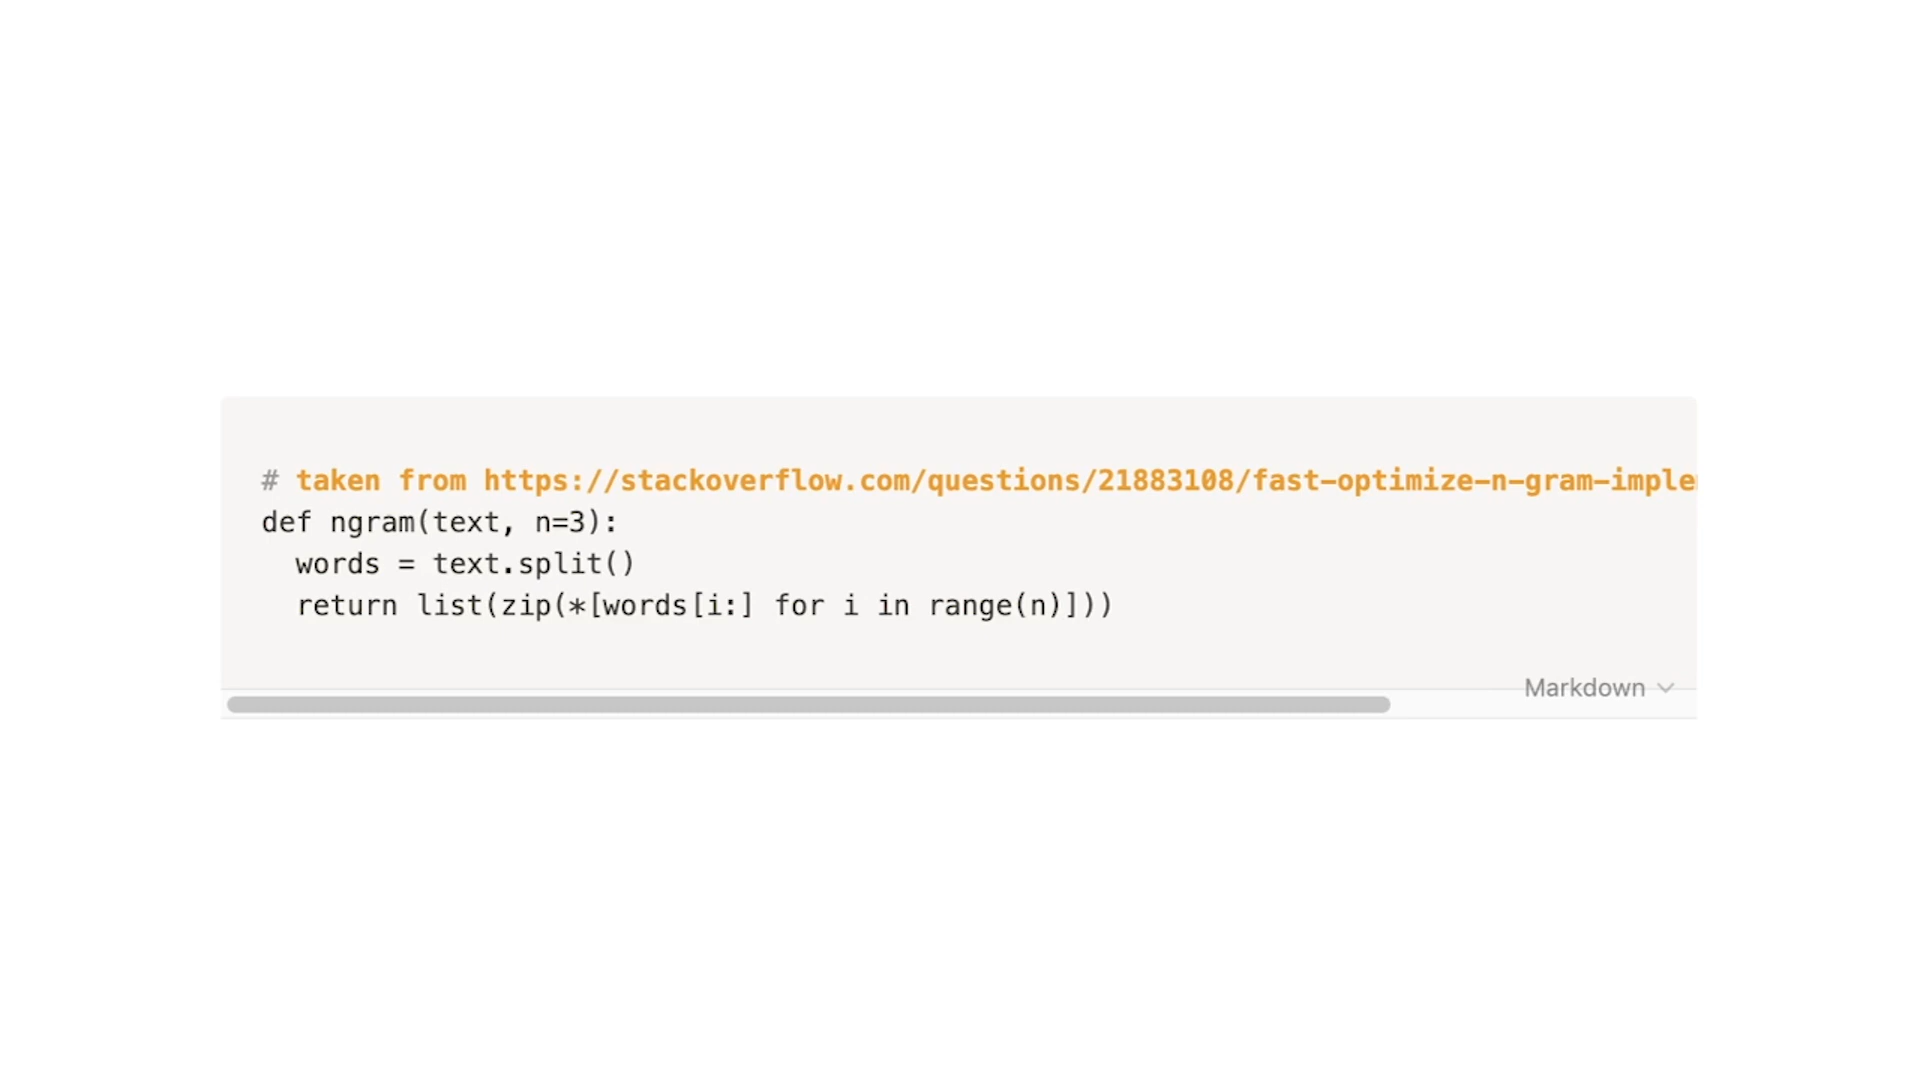 # taken from https://stackoverflow.com/questions/21883108/fast-optimize-n-gram-imple
def ngram(text, n=3):
  words = text.split()
  return list(zip(*[words[i:] for i in range(n)]))
Markdown